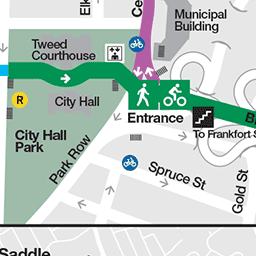 Elk
Ce
Municipal
Building
Tweed
Courthouse
R
City Hall
Entrance
B
To Frankfort S
City Hall
Park
Park Row
Spruce St
Gold St
Saddle